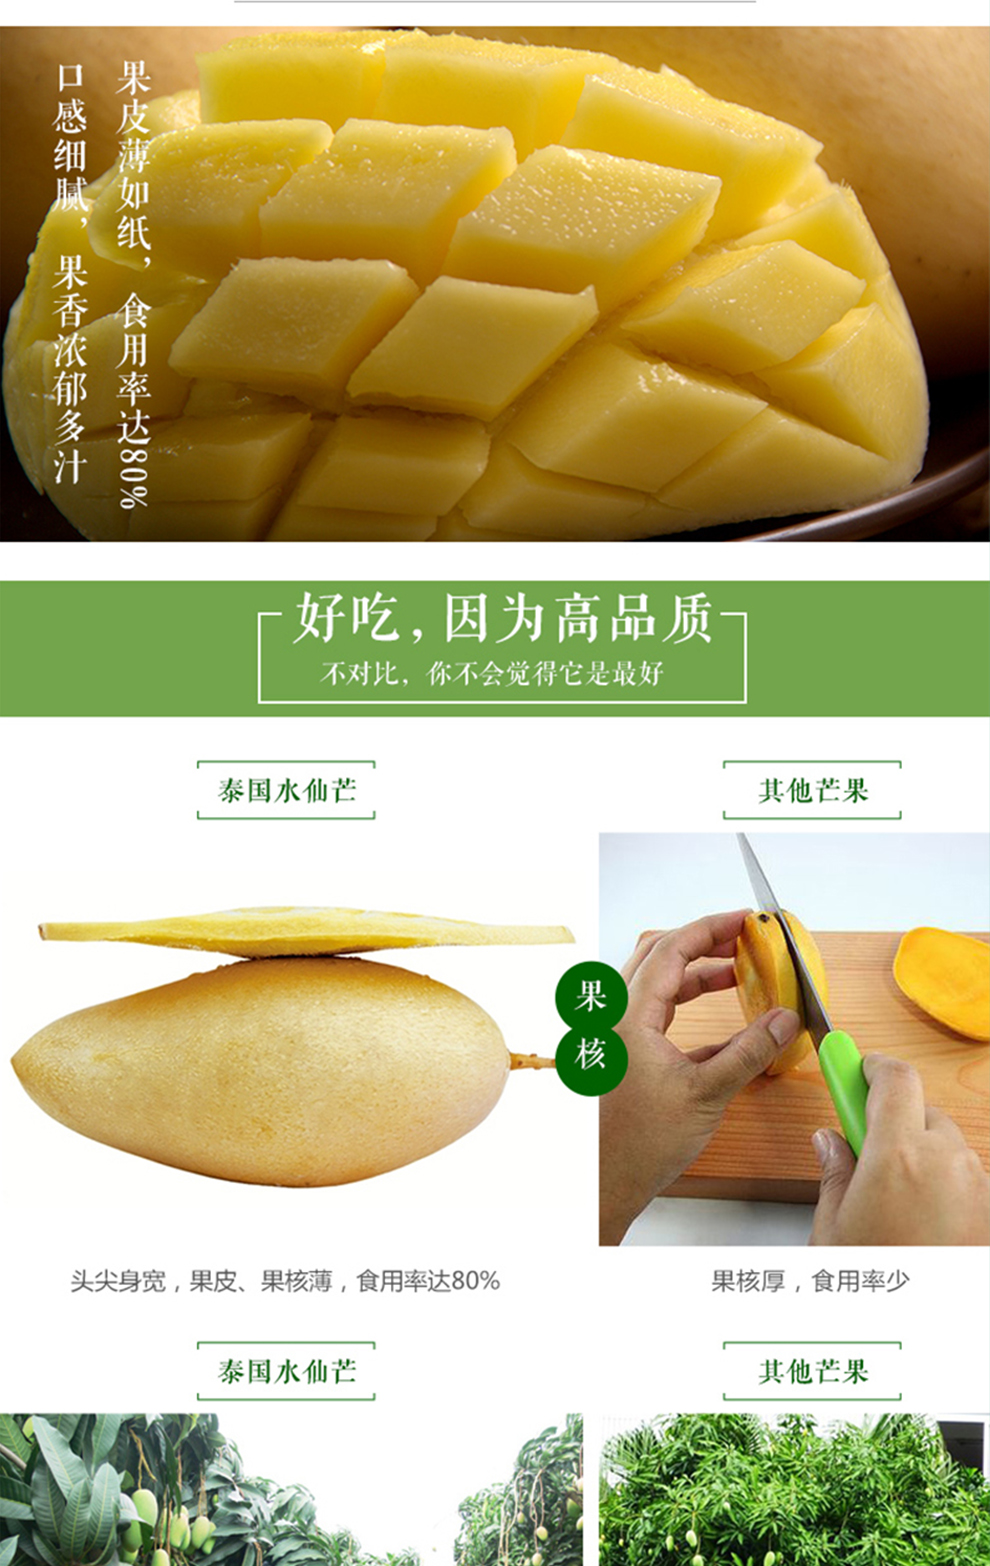 果皮薄如纸，食用率达80%
口感细腻，果香浓郁多汁
好吃，因为高品质
不对比，你不会觉得它是最好
泰国水仙芒
其他芒果
果核
头尖身宽，果皮、果核薄，食用率达80%
果核厚，食用率少
泰国水仙芒
其他芒果